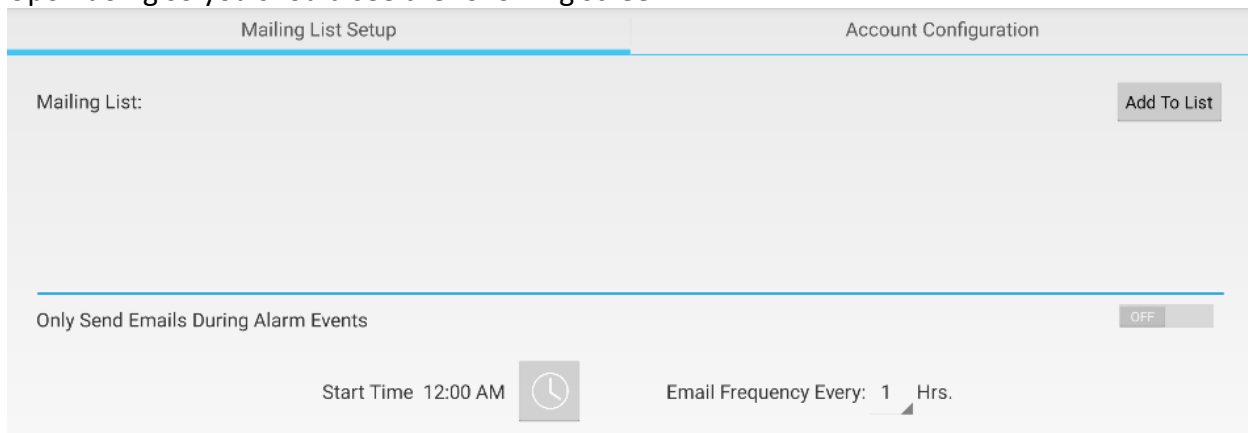 Mailing List Setup Account Configuration
Mailing List: Add To List
Only Send Emails During Alarm Events OFF
Start Time 12:00 AM Email Frequency Every: 1 Hrs.